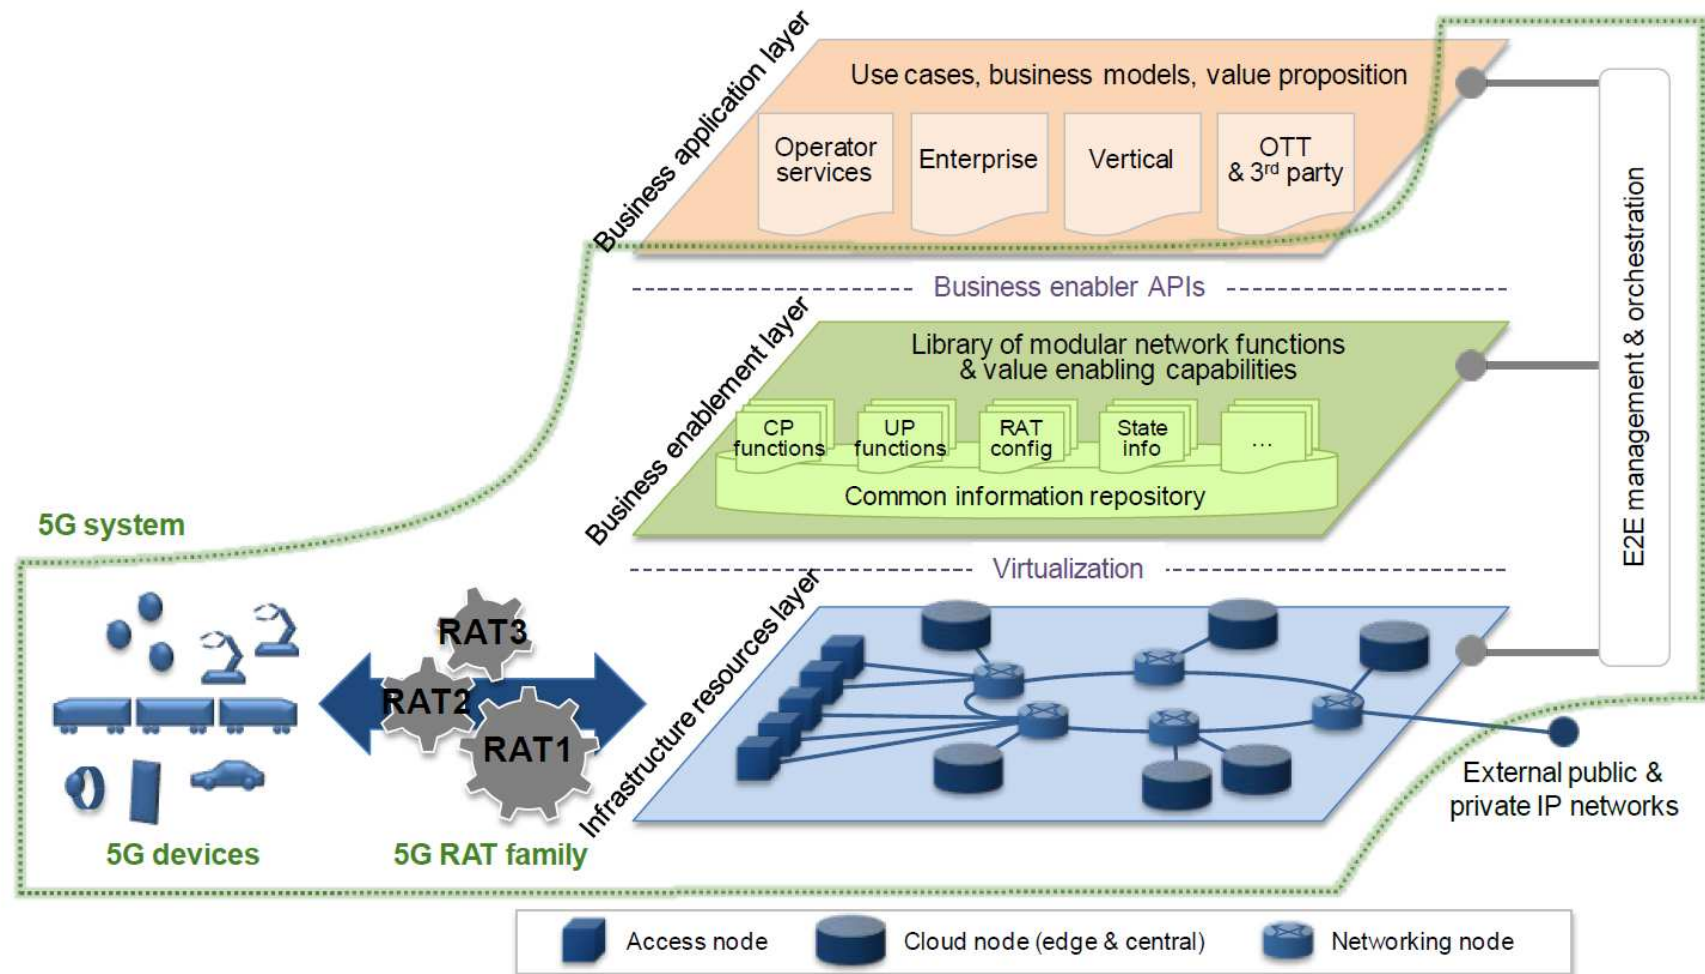 Business application layer
Use cases, business models, value proposition
Operator
services
Enterprise
Vertical
OTT
& 3rd party
Business enabler APIs
Business enablement layer
Library of modular network functions
& value enabling capabilities
CP
functions
UP
functions
RAT
config
State
info
...
Common information repository
E2E management & orchestration
5G system
Virtualization
Infrastructure resources layer
RAT3
RAT2
RAT1
5G devices
5G RAT family
External public &
private IP networks
Access node
Cloud node (edge & central)
Networking node